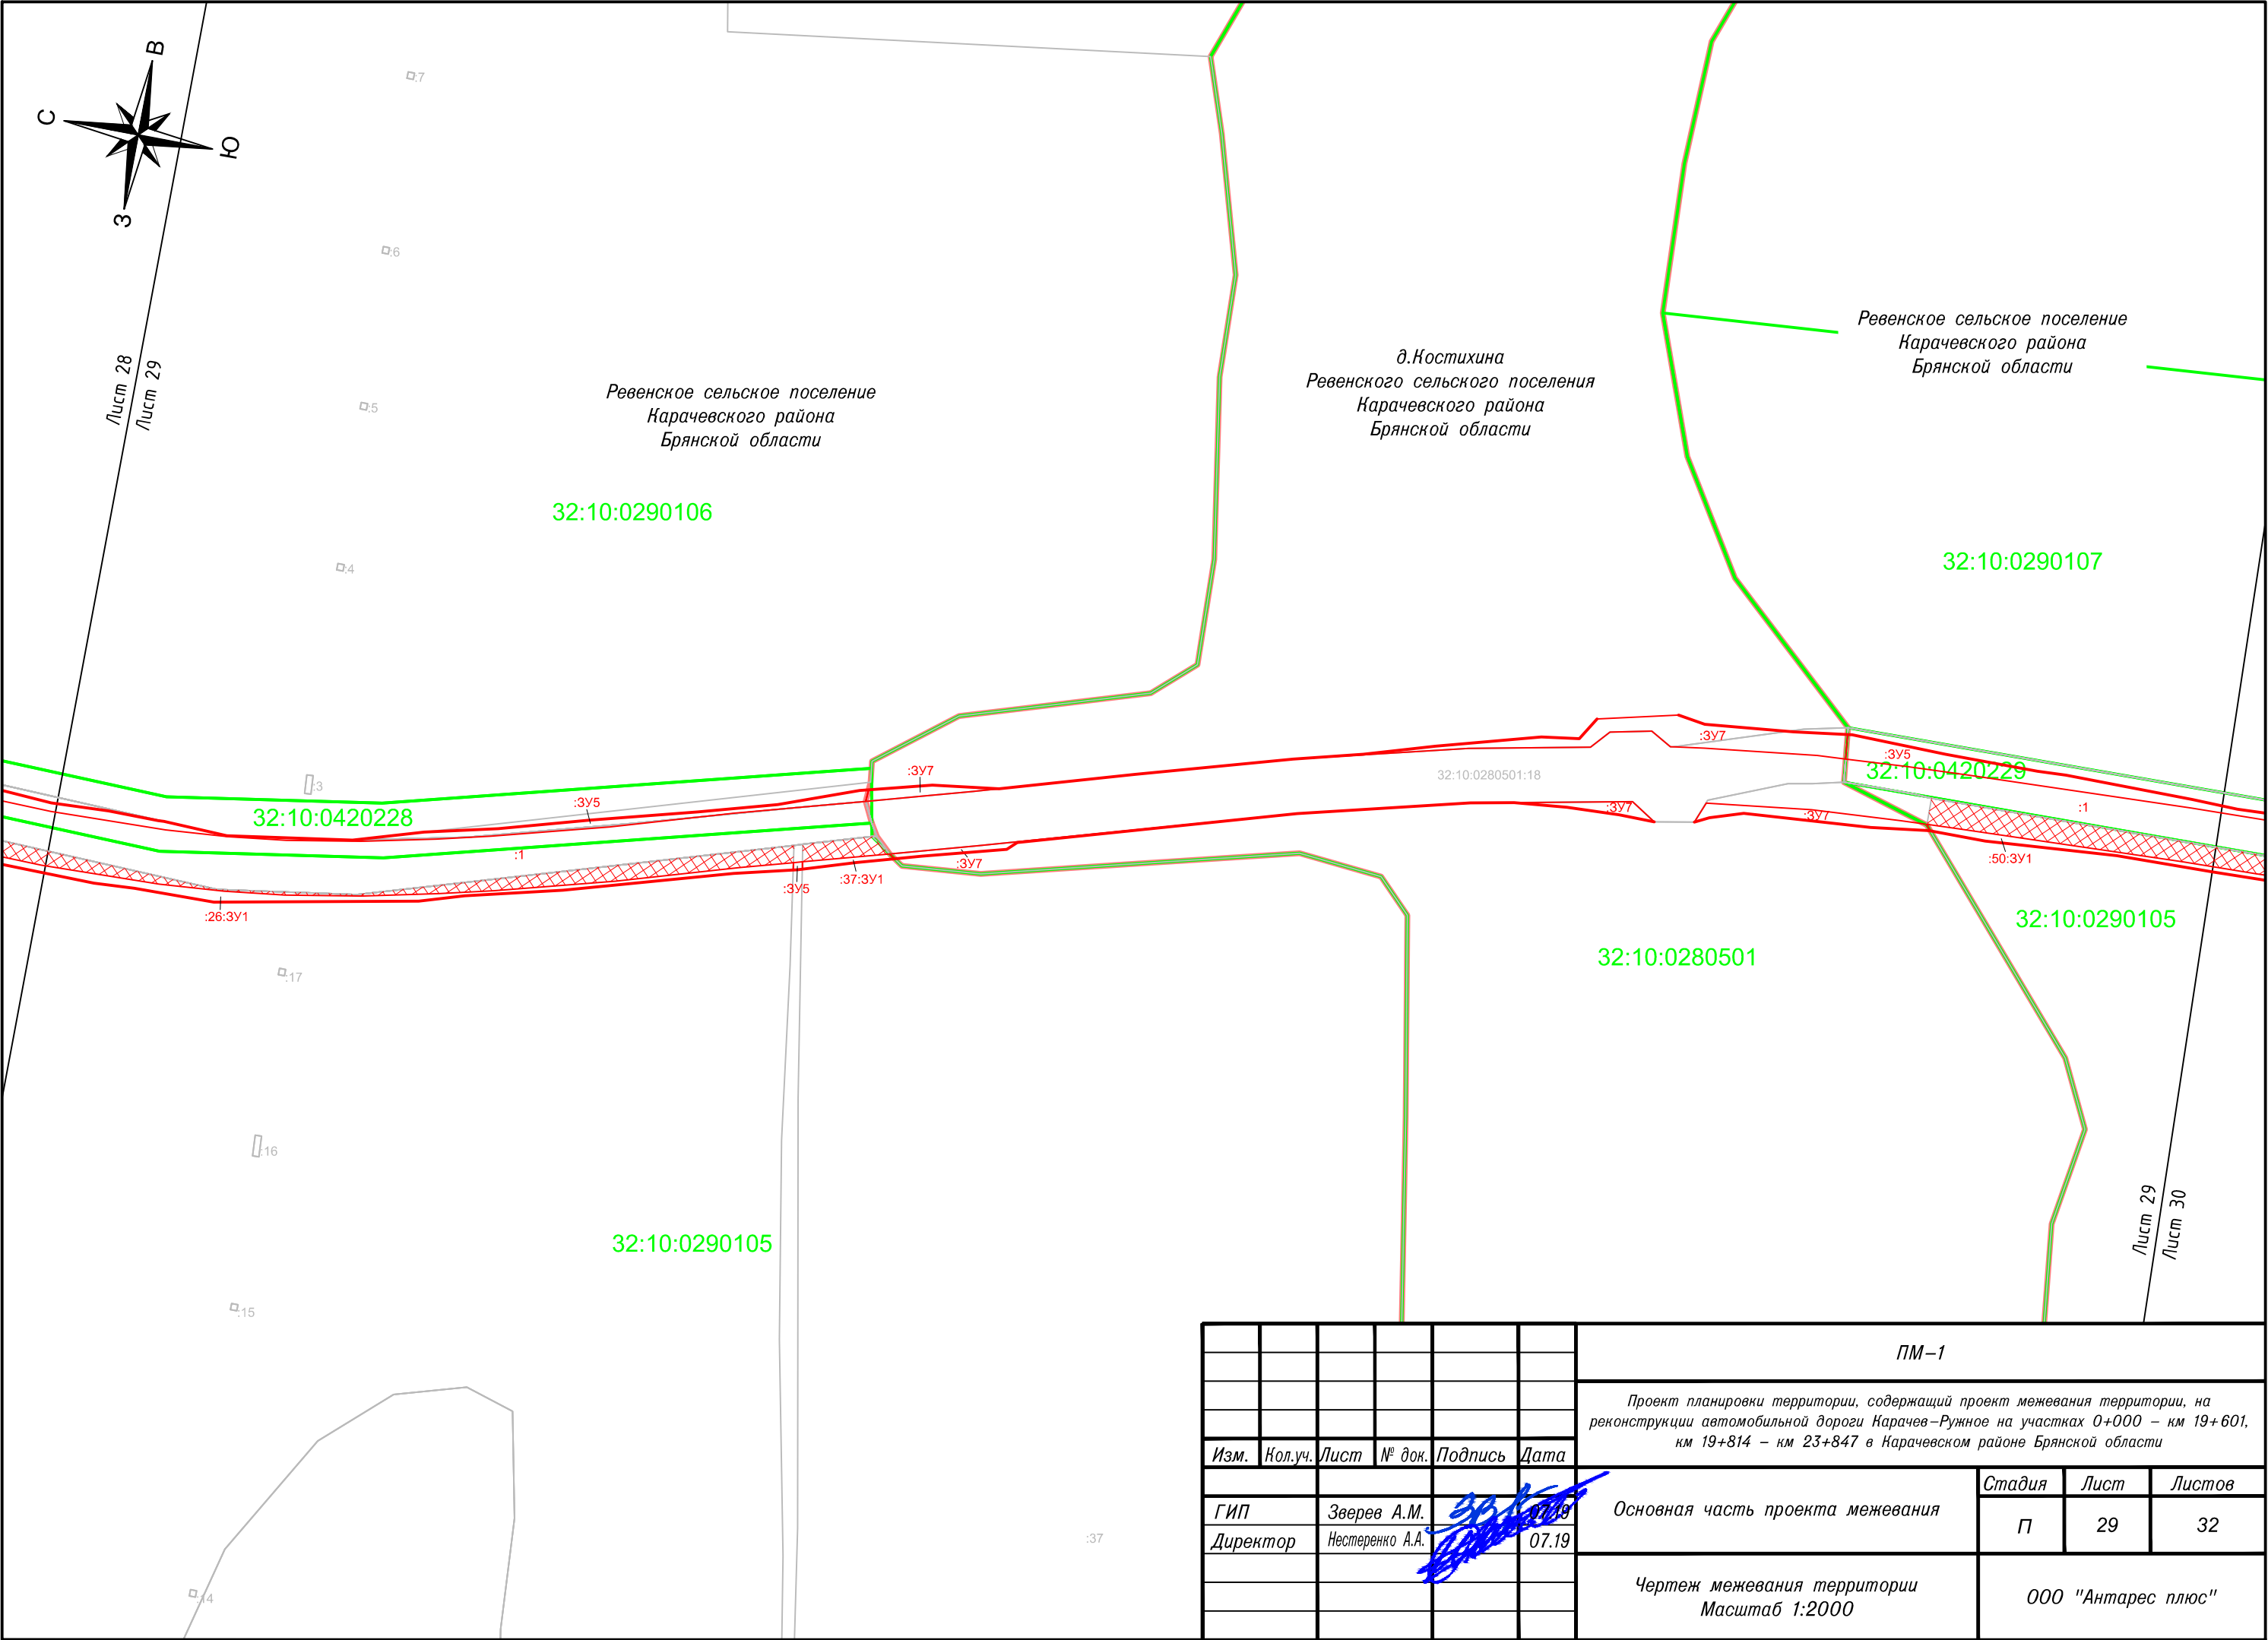 В
С
Ю
З
:7
:6
:5
:4
:3
Лист 28
Лист 29
Ревенское сельское поселение
Карачевского района
Брянской области
32:10:0290106
д.Костихина
Ревенского сельского поселения
Карачевского района
Брянской области
Ревенское сельское поселение
Карачевского района
Брянской области
32:10:0290107
32:10:0420228
:ЗУ5
:1
:ЗУ7
:ЗУ7
:ЗУ5
:37:ЗУ1
:26:ЗУ1
32:10:0280501:18
:ЗУ7
:ЗУ7
:ЗУ7
:ЗУ5
32:10:0420229
:1
:50:ЗУ1
32:10:0290105
32:10:0280501
:17
:16
:15
:14
32:10:0290105
:37
Лист 29
Лист 30
ПМ-1
Проект планировки территории, содержащий проект межевания территории, на
реконструкции автомобильной дороги Карачев-Ружное на участках 0+000 - км 19+601,
км 19+814 - км 23+847 в Карачевском районе Брянской области
Изм. Кол.уч. Лист № док. Подпись Дата
ГИП Зверев А.М. 07.19
Директор Нестеренко А.А. 07.19
Основная часть проекта межевания
Стадия Лист Листов
П 29 32
Чертеж межевания территории
Масштаб 1:2000
ООО "Антарес плюс"